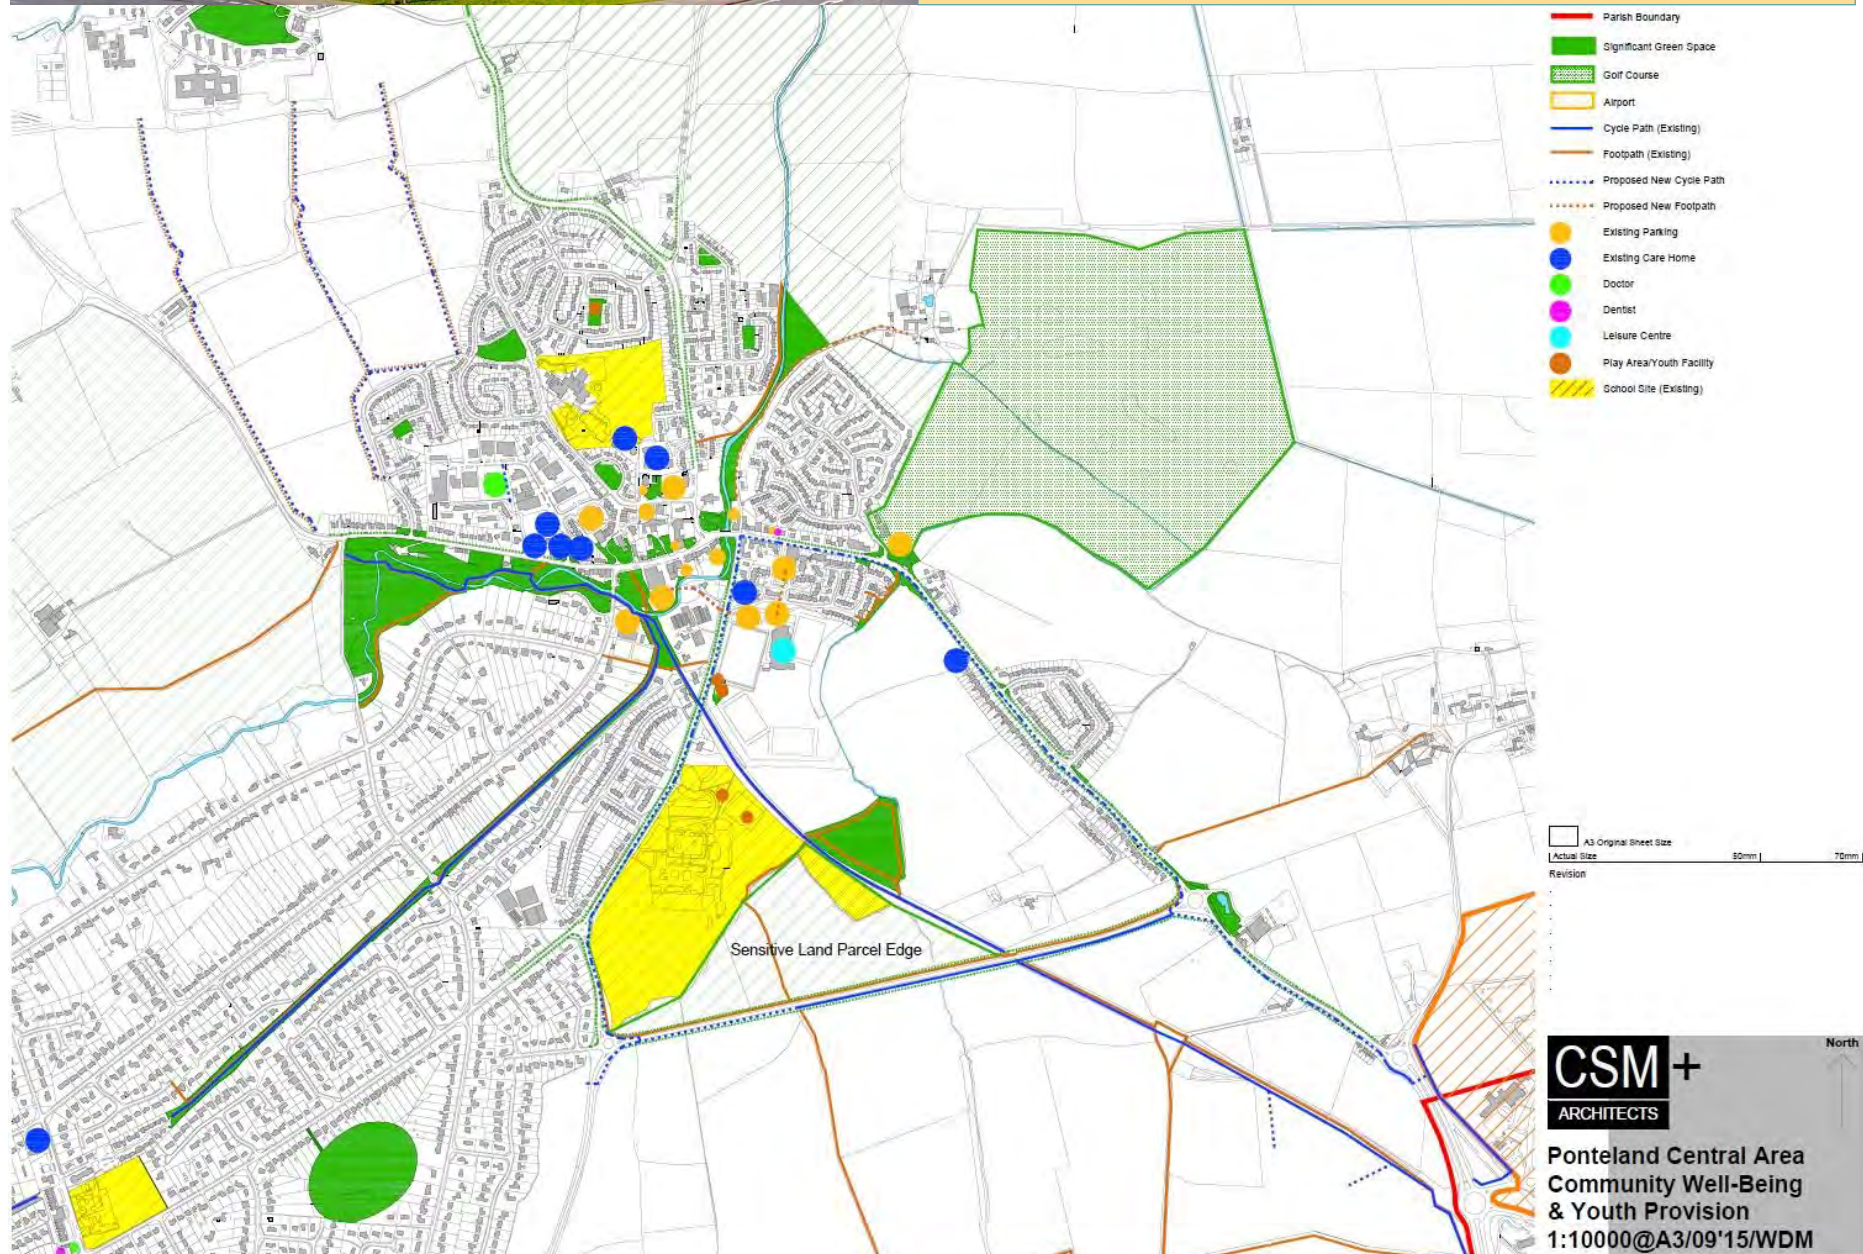 Parish Boundary
Significant Green Space
Golf Course
Airport
Cycle Path (Existing)
Footpath (Existing)
Proposed New Cycle Path
Proposed New Footpath
Existing Parking
Existing Care Home
Doctor
Dentist
Leisure Centre
Play Area/Youth Facility
School Site (Existing)
Sensitive Land Parcel Edge
A3 Original Sheet Size
Actual Size 50mm 70mm
Revision
North
CSM+
ARCHITECTS
Ponteland Central Area
Community Well-Being
& Youth Provision
1:10000@A3/09'15/WDM